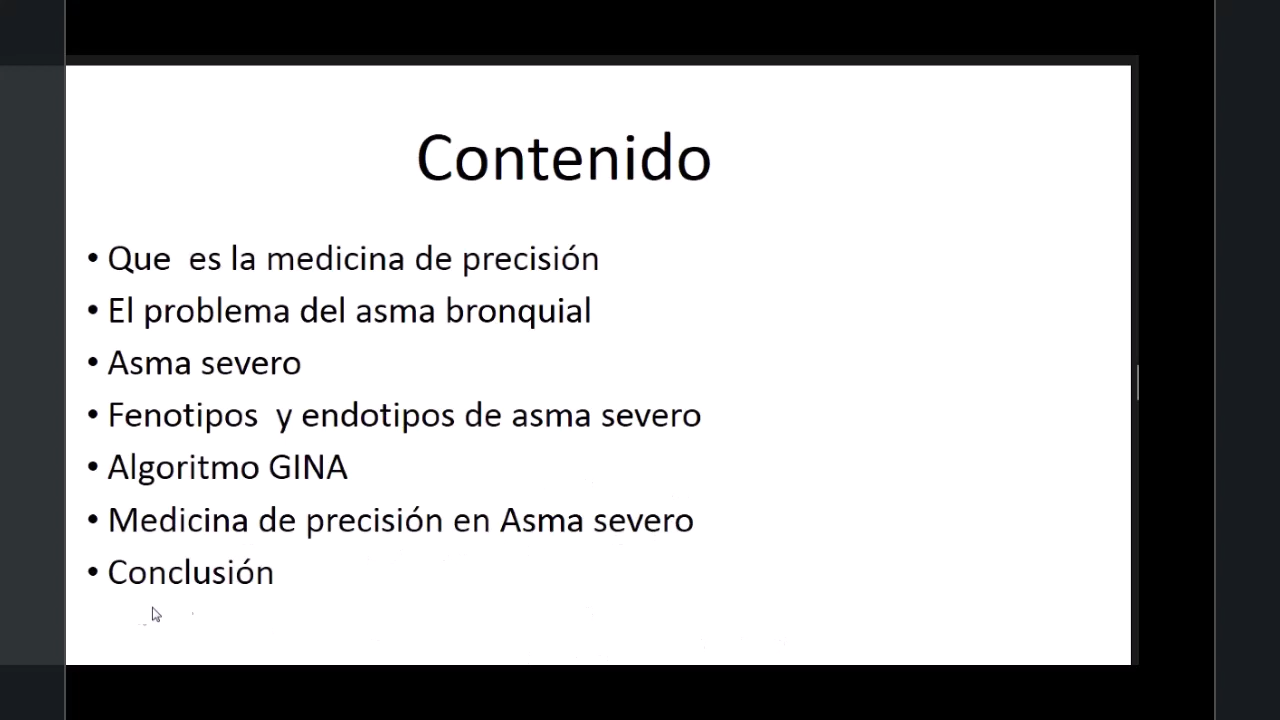 Contenido
• Que es la medicina de precisión
• El problema del asma bronquial
• Asma severo
• Fenotipos y endotipos de asma severo
• Algoritmo GINA
• Medicina de precisión en Asma severo
• Conclusión